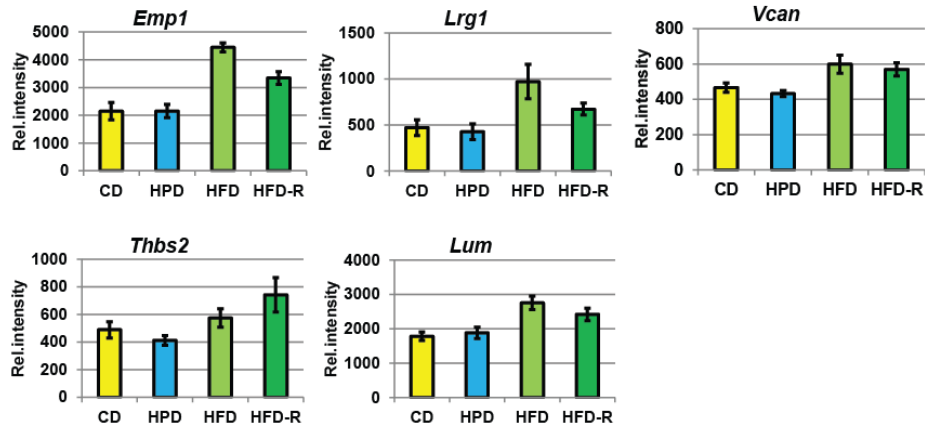 Emp1
Rel.intensity
5000
4000
3000
2000
1000
0
CD HPD HFD HFD-R
Lrg1
Rel.intensity
1500
1000
500
0
CD HPD HFD HFD-R
Vcan
Rel.intensity
800
600
400
200
0
CD HPD HFD HFD-R
Thbs2
Rel.intensity
1000
800
600
400
200
0
CD HPD HFD HFD-R
Lum
Rel.intensity
4000
3000
2000
1000
0
CD HPD HFD HFD-R